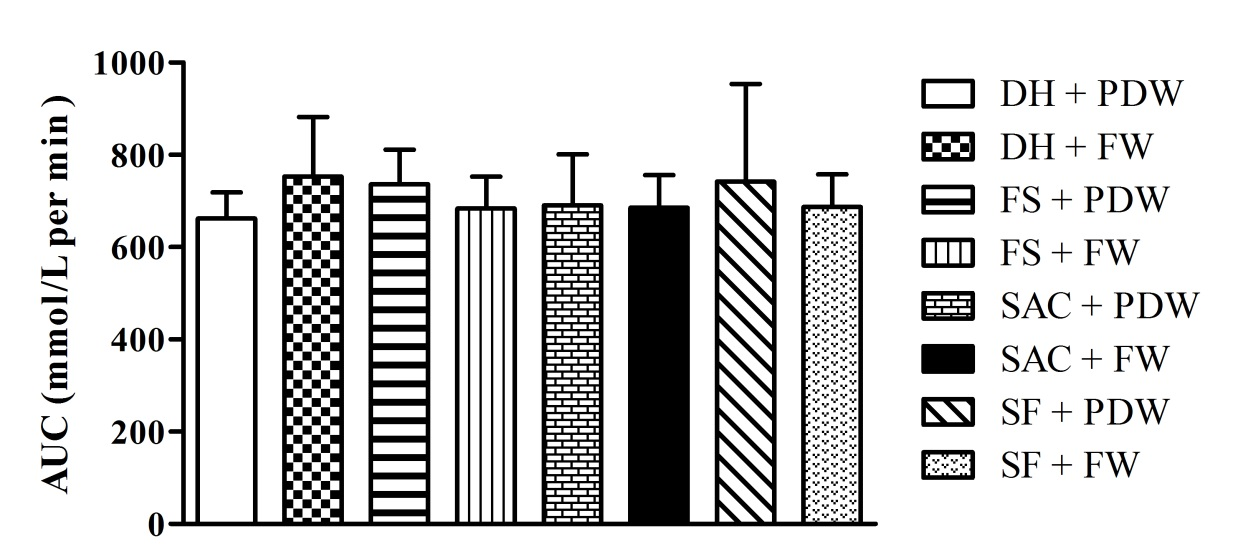 AUC (mmol/L per min )
1000
800
600
400
200
0
DH + PDW
DH + FW
FS + PDW
FS + FW
SAC + PDW
SAC + FW
SF + PDW
SF + FW